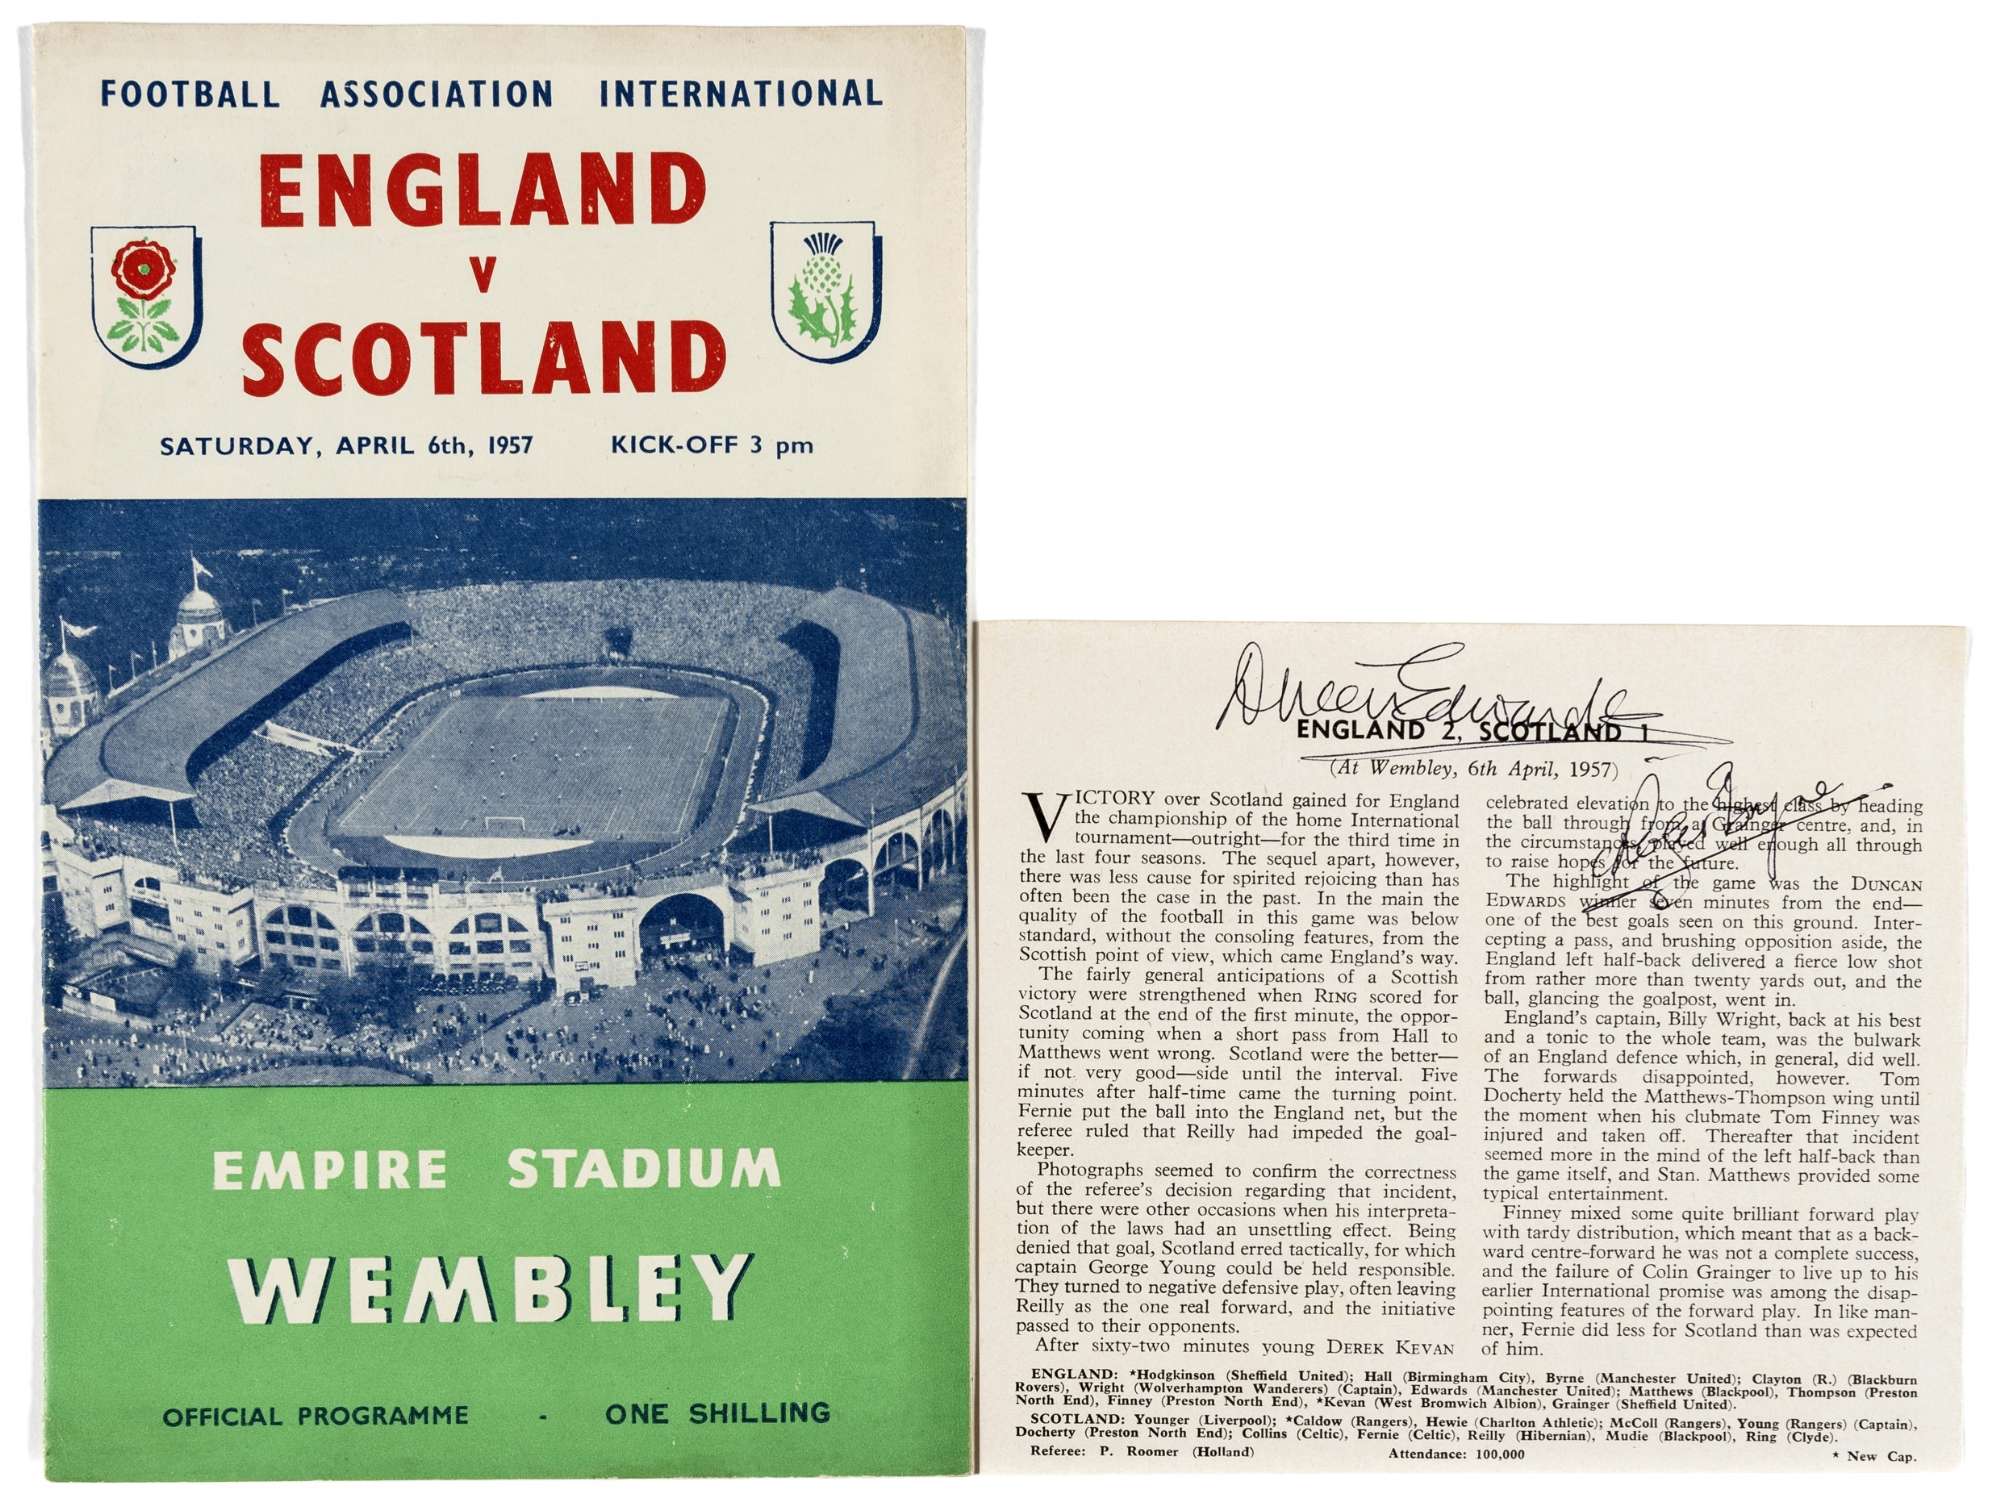 FOOTBALL ASSOCIATION INTERNATIONAL
ENGLAND
V
SCOTLAND
SATURDAY, APRIL 6th, 1957 KICK-OFF 3 pm
EMPIRE STADIUM
WEMBLEY
OFFICIAL PROGRAMME - ONE SHILLING
Duncan Edwards
ENGLAND 2, SCOTLAND 1
(At Wembley, 6th April, 1957)
Roger Byrne
VICTORY over Scotland gained for England
the championship of the home International
tournament—outright—for the third time in
the last four seasons. The sequel apart, however,
there was less cause for spirited rejoicing than has
often been the case in the past. In the main the
quality of the football in this game was below
standard, without the consoling features, from the
Scottish point of view, which came England's way.
The fairly general anticipations of a Scottish
victory were strengthened when RING scored for
Scotland at the end of the first minute, the oppor-
tunity coming when a short pass from Hall to
Matthews went wrong. Scotland were the better—
if not very good—side until the interval. Five
minutes after half-time came the turning point.
Fernie put the ball into the England net, but the
referee ruled that Reilly had impeded the goal-
keeper.
Photographs seemed to confirm the correctness
of the referee's decision regarding that incident,
but there were other occasions when his interpreta-
tion of the laws had an unsettling effect. Being
denied that goal, Scotland erred tactically, for which
captain George Young could be held responsible.
They turned to negative defensive play, often leaving
Reilly as the one real forward, and the initiative
passed to their opponents.
After sixty-two minutes young DEREK KEVAN
celebrated elevation to the highest class by heading
the ball through from a Grainger centre, and, in
the circumstances, played well enough all through
to raise hopes for the future.
The highlight of the game was the DUNCAN
EDWARDS winner seven minutes from the end—
one of the best goals seen on this ground. Inter-
cepting a pass, and brushing opposition aside, the
England left half-back delivered a fierce low shot
from rather more than twenty yards out, and the
ball, glancing the goalpost, went in.
England's captain, Billy Wright, back at his best
and a tonic to the whole team, was the bulwark
of an England defence which, in general, did well.
The forwards disappointed, however. Tom
Docherty held the Matthews-Thompson wing until
the moment when his clubmate Tom Finney was
injured and taken off. Thereafter that incident
seemed more in the mind of the left half-back than
the game itself, and Stan. Matthews provided some
typical entertainment.
Finney mixed some quite brilliant forward play
with tardy distribution, which meant that as a back-
ward centre-forward he was not a complete success,
and the failure of Colin Grainger to live up to his
earlier International promise was among the disap-
pointing features of the forward play. In like man-
ner, Fernie did less for Scotland than was expected
of him.
ENGLAND: *Hodgkinson (Sheffield United); Hall (Birmingham City), Byrne (Manchester United); Clayton (R.) (Blackburn
Rovers), Wright (Wolverhampton Wanderers) (Captain), Edwards (Manchester United); Matthews (Blackpool), Thompson (Preston
North End), Finney (Preston North End), *Kevan (West Bromwich Albion), Grainger (Sheffield United).
SCOTLAND: Younger (Liverpool); *Caldow (Rangers), Hewie (Charlton Athletic); McColl (Rangers), Young (Rangers) (Captain),
Docherty (Preston North End); Collins (Celtic), Fernie (Celtic), Reilly (Hibernian), Mudie (Blackpool), Ring (Clyde).
Referee: P. Roomer (Holland) Attendance: 100,000 * New Cap.